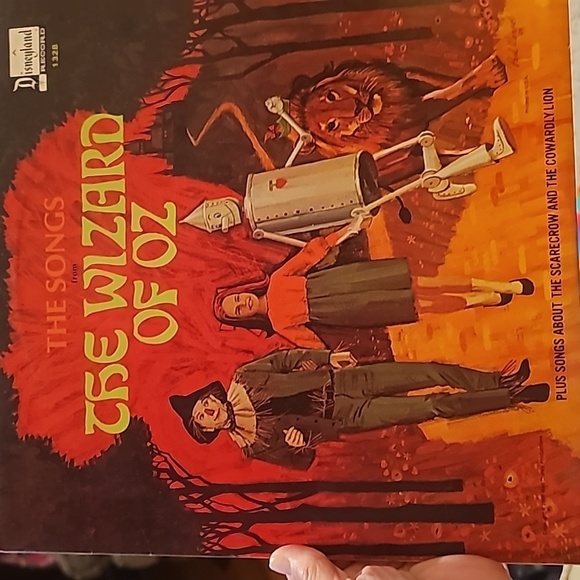 Disneyland
RECORD
1328
THE SONGS
from
THE WIZARD
OF OZ
PLUS SONGS ABOUT THE SCARECROW AND THE COWARDLY LION